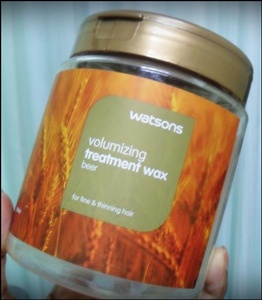 watsons
volumizing
treatment wax
beer
for fine & thinning hair